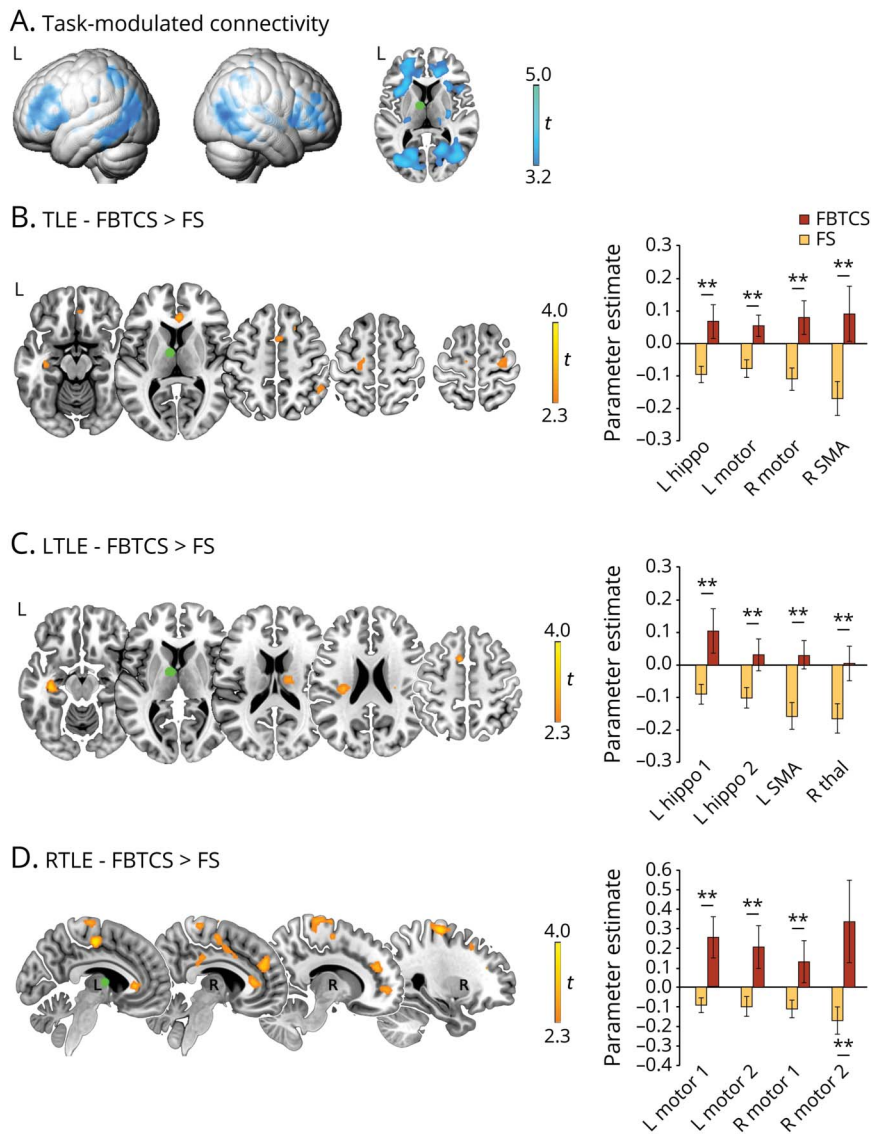 A. Task-modulated connectivity
L
L
5.0
t
3.2
B. TLE - FBTCS > FS
L
4.0
t
2.3
FBTCS
FS
Parameter estimate
0.3
0.2
0.1
0.0
−0.1
−0.2
−0.3
** ** ** **
L hippo
L motor
R motor
R SMA
C. LTLE - FBTCS > FS
L
4.0
t
2.3
Parameter estimate
0.3
0.2
0.1
0.0
−0.1
−0.2
−0.3
** ** ** **
L hippo 1
L hippo 2
L SMA
R thal
D. RTLE - FBTCS > FS
L R R R
4.0
t
2.3
Parameter estimate
0.6
0.5
0.4
0.3
0.2
0.1
0.0
−0.1
−0.2
−0.3
−0.4
** ** **
**
L motor 1
L motor 2
R motor 1
R motor 2